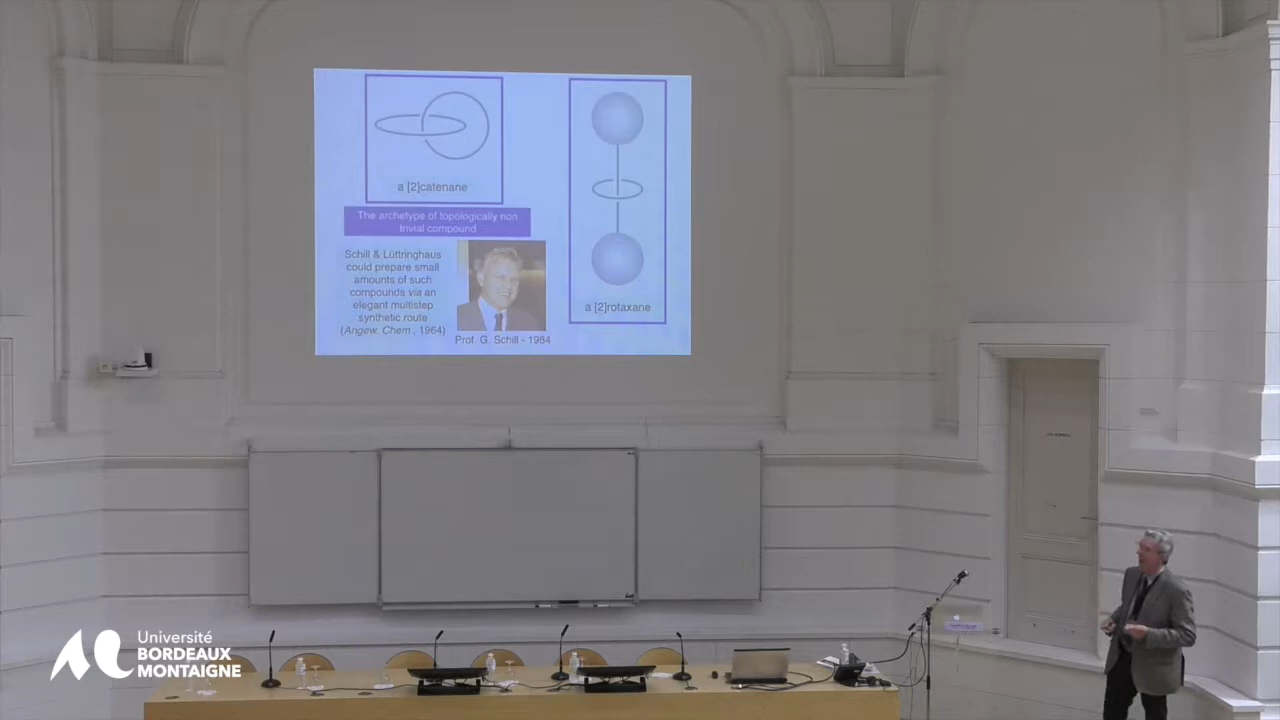 a [2]catenane
The archetype of topologically non
trivial compound
Schill & Lüttringhaus
could prepare small
amounts of such
compounds via an
elegant multistep
synthetic route
(Angew. Chem., 1964)
Prof. G. Schill - 1984
a [2]rotaxane
Université
BORDEAUX
MONTAIGNE